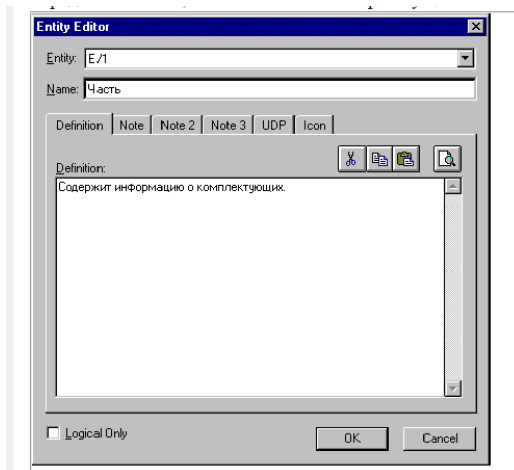 Entity Editor
Entity: E/1
Name: Часть
Definition Note Note 2 Note 3 UDP Icon
Definition:
Содержит информацию о комплектующих.
Logical Only OK Cancel